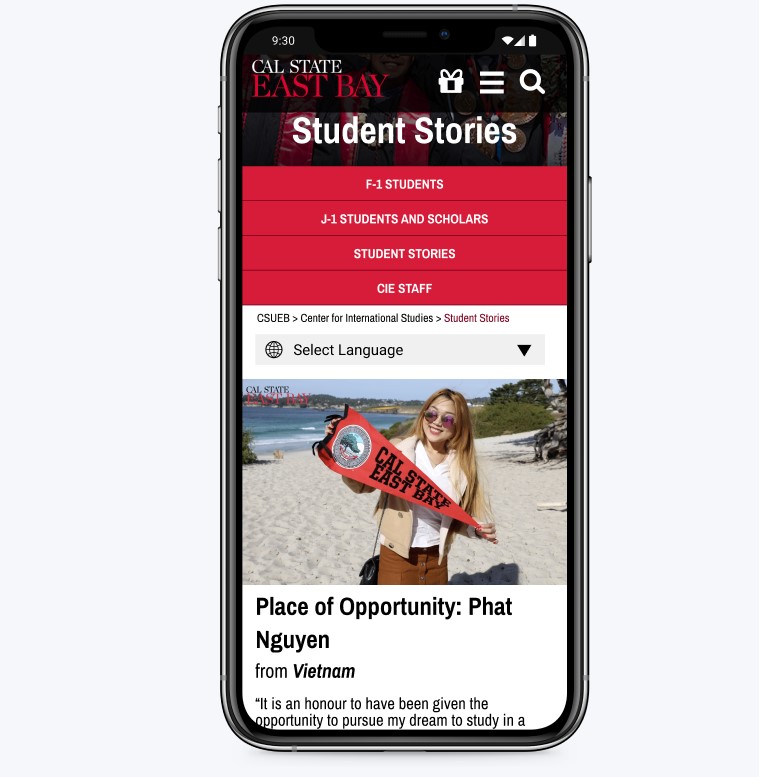 9:30
CAL STATE
EAST BAY
Student Stories
F-1 STUDENTS
J-1 STUDENTS AND SCHOLARS
STUDENT STORIES
CIE STAFF
CSUEB > Center for International Studies > Student Stories
Select Language
CAL STATE
EAST BAY
CAL STATE
EAST BAY
Place of Opportunity: Phat
Nguyen
from Vietnam
“It is an honour to have been given the
opportunity to pursue my dream to study in a